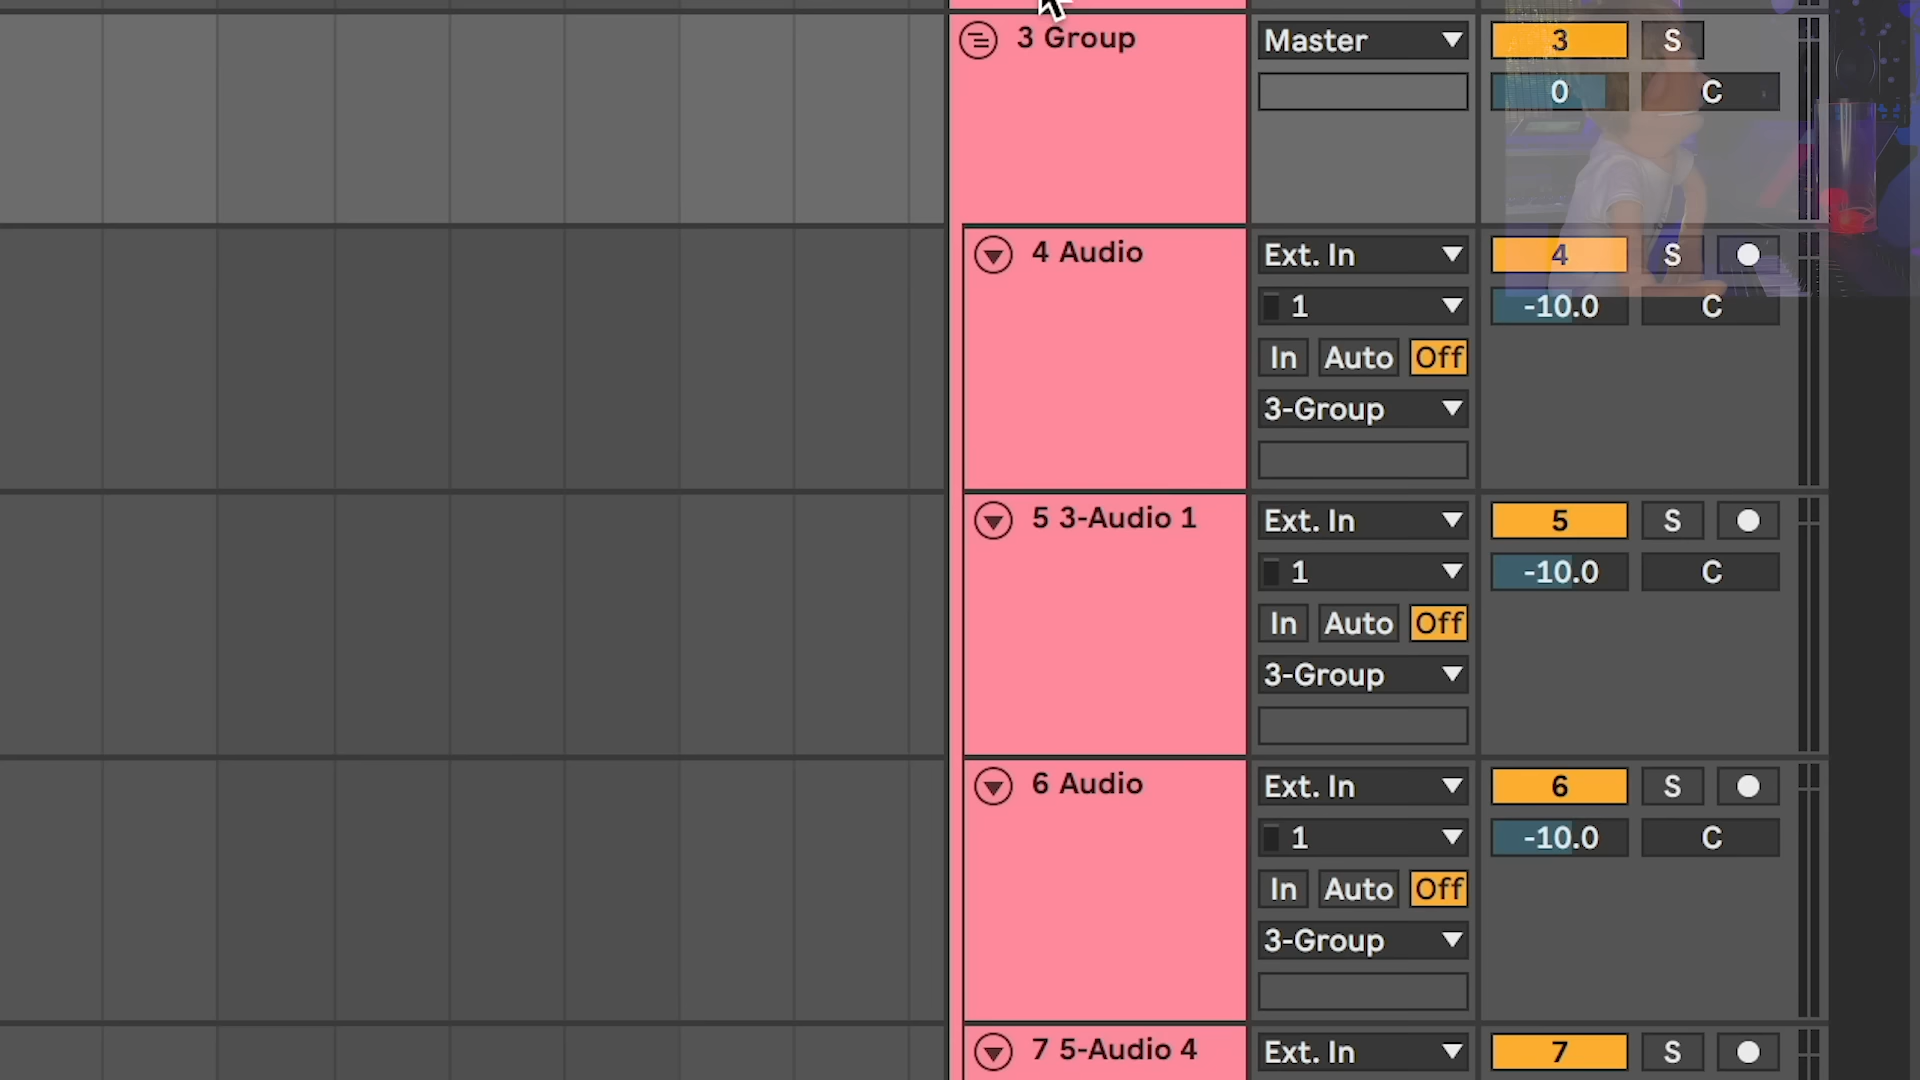 3 Group Master 3 S
0 C
4 Audio Ext. In 4 S
1 -10.0 C
In Auto Off
3-Group
5 3-Audio 1 Ext. In 5 S
1 -10.0 C
In Auto Off
3-Group
6 Audio Ext. In 6 S
1 -10.0 C
In Auto Off
3-Group
7 5-Audio 4 Ext. In 7 S